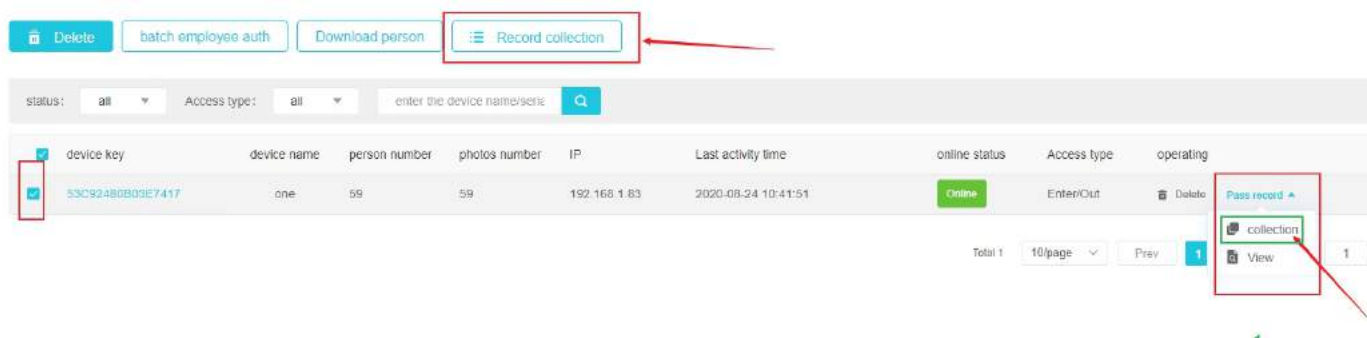 Delete batch employee auth Download person Record collection
status: all Access type: all enter the device name/seria
device key device name person number photos number IP Last activity time online status Access type operating
53C92480B03E7417 one 59 59 192.168.1.83 2020-08-24 10:41:51 Online Enter/Out Delete Pass record
collection
Total 1 10/page Prev 1 1
View